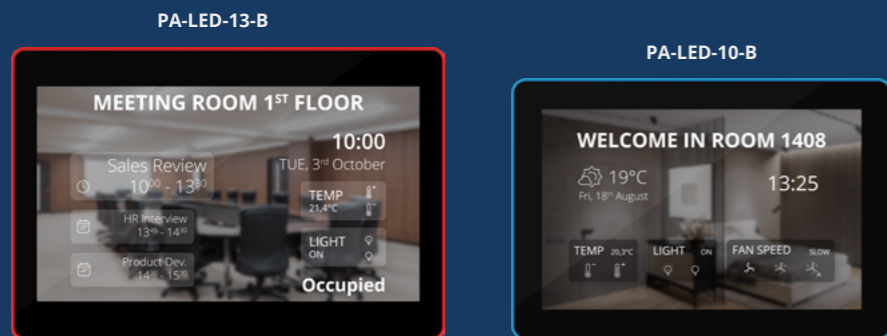 PA-LED-13-B
MEETING ROOM 1ST FLOOR
10:00
TUE, 3rd October
Sales Review
10⁰⁰ - 13³⁰
TEMP
21,4°C
HR Interview
13⁴⁵ - 14³⁰
LIGHT
ON
Product Dev.
14³⁰ - 15³⁰
Occupied
PA-LED-10-B
WELCOME IN ROOM 1408
19°C
Fri, 18th August
13:25
TEMP 20,3°C
LIGHT ON
FAN SPEED SLOW